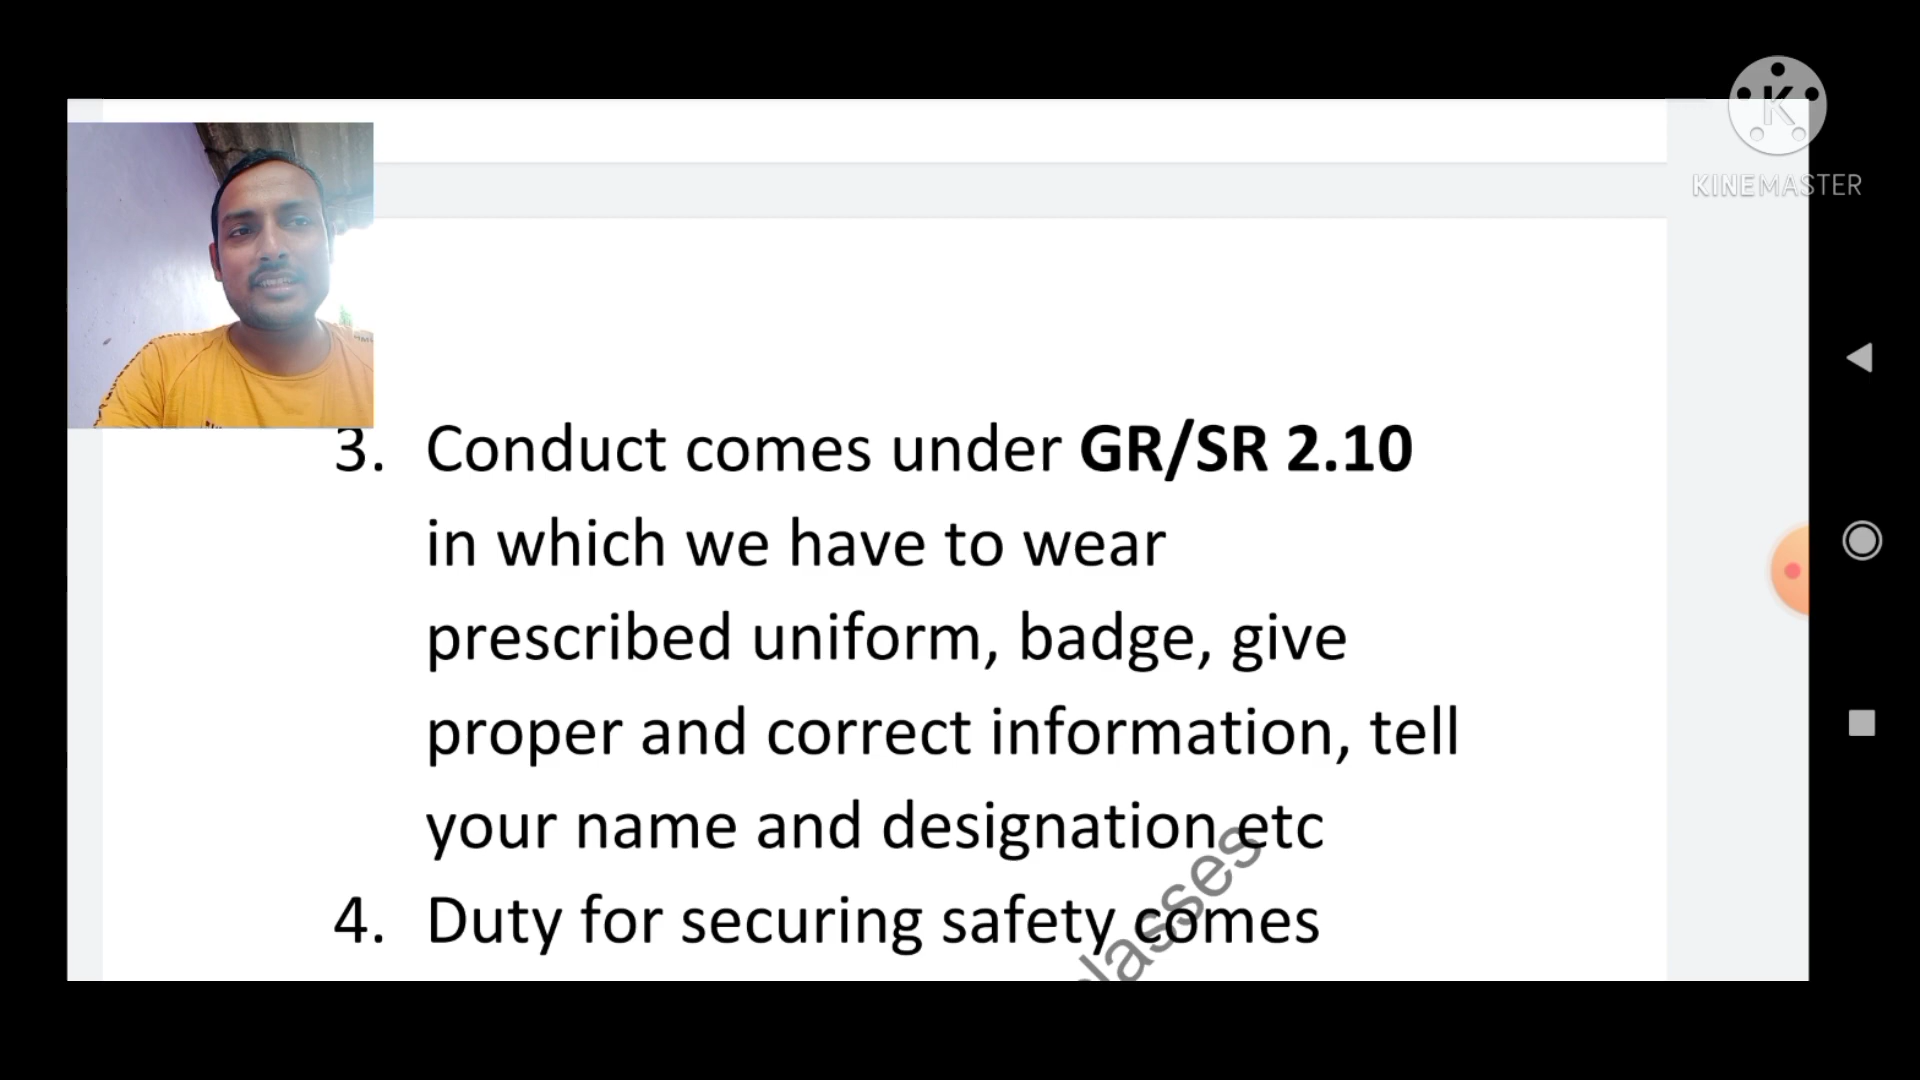 K
KINEMASTER
3. Conduct comes under GR/SR 2.10
in which we have to wear
prescribed uniform, badge, give
proper and correct information, tell
your name and designation etc
4. Duty for securing safety comes
lasses